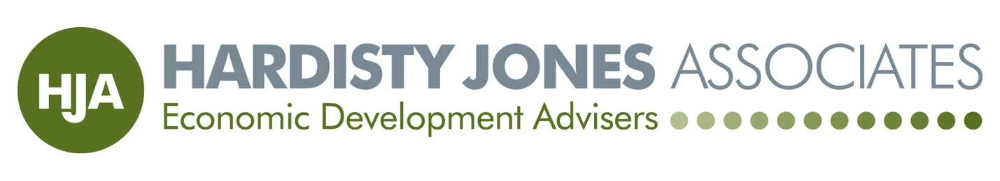 HJA
HARDISTY JONES ASSOCIATES
Economic Development Advisers